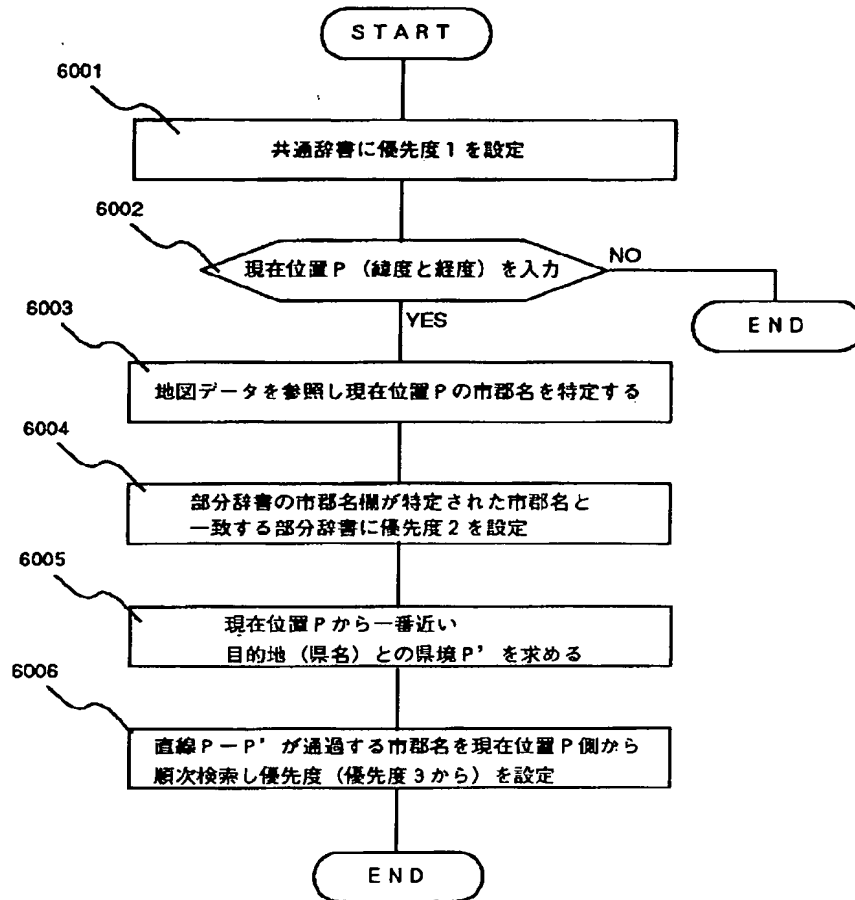 START
6001
共通辞書に優先度1を設定
6002
現在位置P(緯度と経度)を入力
NO
END
YES
6003
地図データを参照し現在位置Pの市郡名を特定する
6004
部分辞書の市郡名欄が特定された市郡名と
一致する部分辞書に優先度2を設定
6005
現在位置Pから一番近い
目的地(県名)との県境P'を求める
6006
直線P-P'が通過する市郡名を現在位置P側から
順次検索し優先度(優先度3から)を設定
END